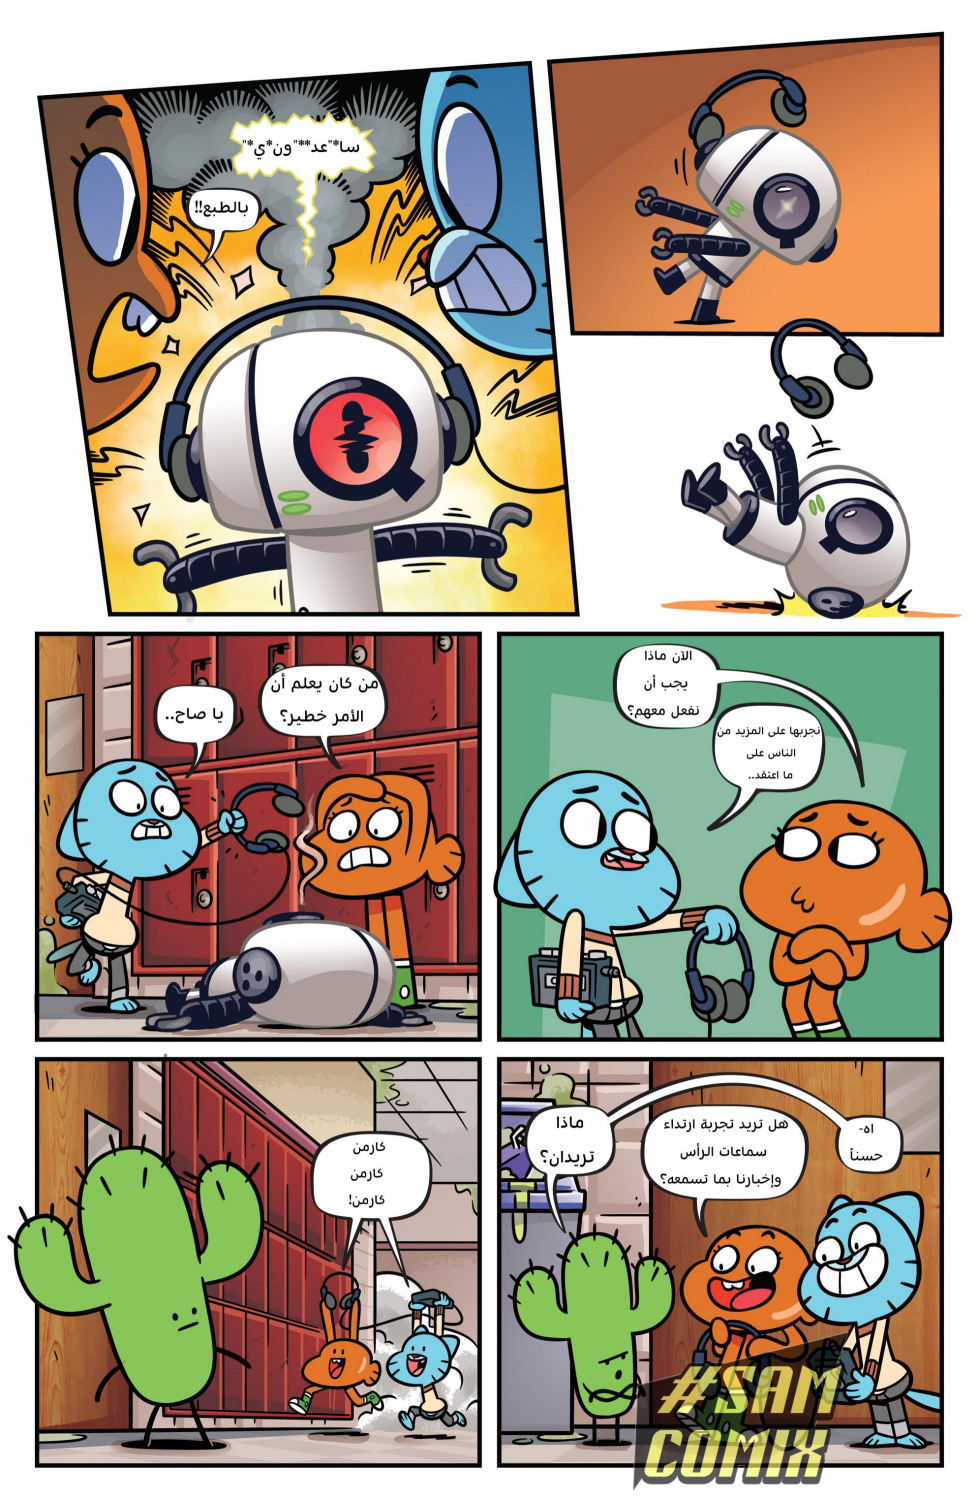 سا*"عد**"ون*ي*"
بالطبع!!
من كان يعلم أن
الأمر خطير؟
يا صاح..
الآن ماذا
يجب أن
نفعل معهم؟
نجربها على المزيد من
الناس على
ما اعتقد..
كارمن
كارمن
كارمن!
هل تريد تجربة ارتداء
سماعات الرأس
وإخبارنا بما تسمعه؟
ماذا
تريدان؟
اه-
حسناً
#SAM
COMIX